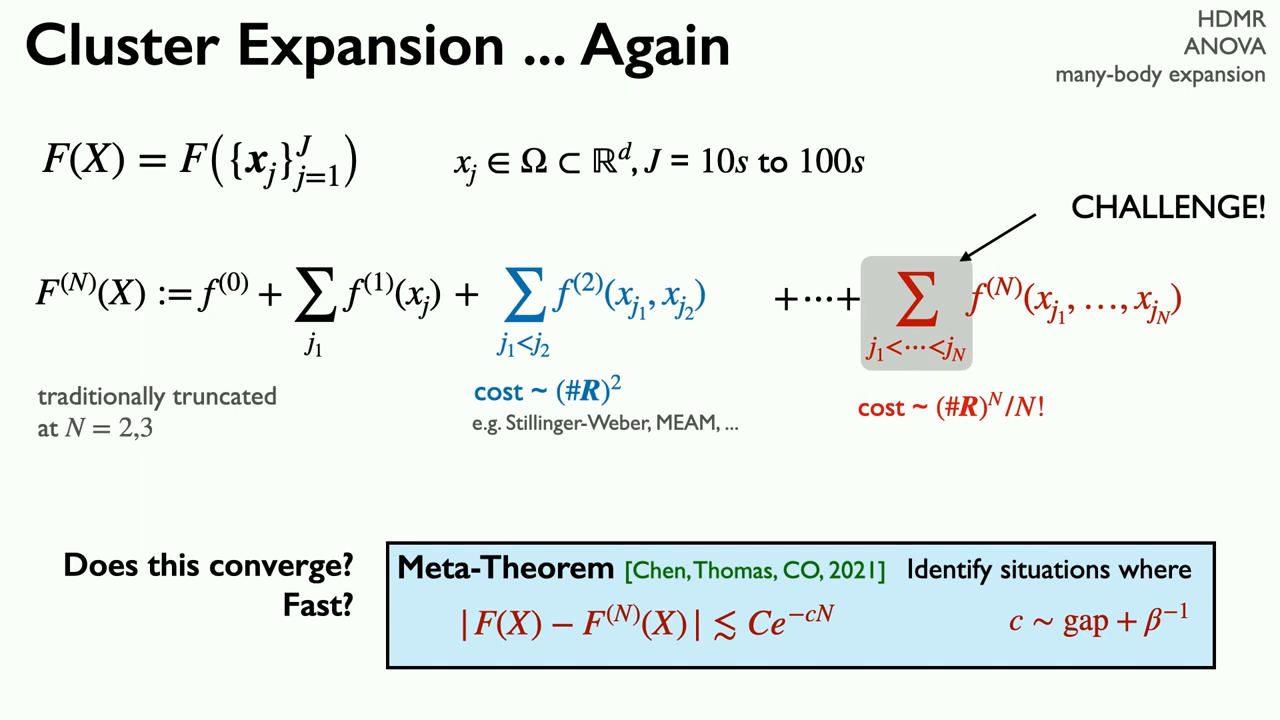 Cluster Expansion ... Again
HDMR
ANOVA
many-body expansion
F(X) = F({x_j}_{j=1}^J)
x_j ∈ Ω ⊂ ℝ^d, J = 10s to 100s
CHALLENGE!
F^{(N)}(X) := f^{(0)} + ∑_{j_1} f^{(1)}(x_j) + ∑_{j_1<j_2} f^{(2)}(x_{j_1}, x_{j_2}) +⋯+ ∑_{j_1<⋯<j_N} f^{(N)}(x_{j_1}, …, x_{j_N})
traditionally truncated
at N = 2,3
cost ~ (#R)^2
e.g. Stillinger-Weber, MEAM, ...
cost ~ (#R)^N/N!
Does this converge?
Fast?
Meta-Theorem [Chen, Thomas, CO, 2021] Identify situations where
|F(X) − F^{(N)}(X)| ≲ Ce^{−cN}
c ∼ gap + β^{−1}